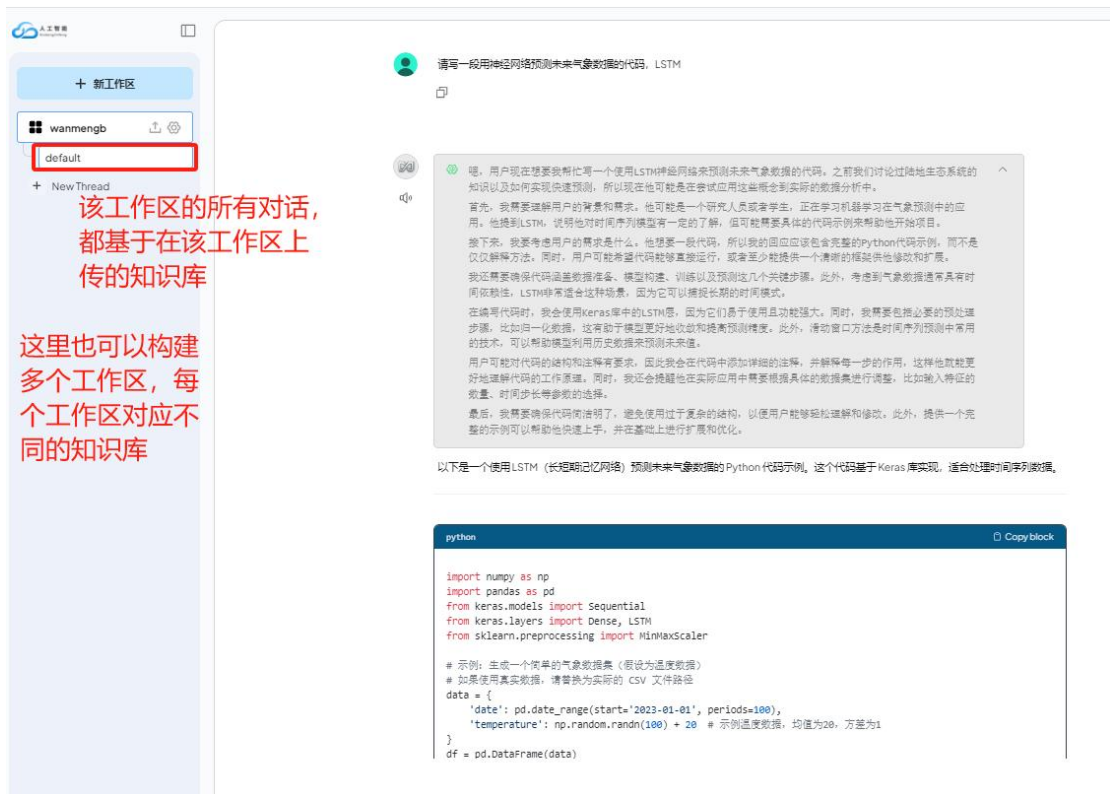 人工智能
+ 新工作区
wanmengb
default
+ New Thread
该工作区的所有对话，
都基于在该工作区上
传的知识库
这里也可以构建
多个工作区，每
个工作区对应不
同的知识库
请写一段用神经网络预测未来气象数据的代码，LSTM
嗯，用户现在想要我帮忙写一个使用LSTM神经网络来预测未来气象数据的代码。之前我们讨论过陆地生态系统的
知识以及如何实现快速预测，所以现在他可能是在尝试应用这些概念到实际的数据分析中。
首先，我需要理解用户的背景和需求。他可能是一个研究人员或者学生，正在学习机器学习在气象预测中的应
用。他提到LSTM，说明他对时间序列模型有一定的了解，但可能需要具体的代码示例来帮助他开始项目。
接下来，我要考虑用户的需求是什么。他想要一段代码，所以我的回应应该包含完整的Python代码示例，而不是
仅仅解释方法。同时，用户可能希望代码能够直接运行，或者至少能提供一个清晰的框架供他修改和扩展。
我还需要确保代码涵盖数据准备、模型构建、训练以及预测这几个关键步骤。此外，考虑到气象数据通常具有时
间依赖性，LSTM非常适合这种场景，因为它可以捕捉长期的时间模式。
在编写代码时，我会使用Keras库中的LSTM层，因为它们易于使用且功能强大。同时，我需要包括必要的预处理
步骤，比如归一化数据，这有助于模型更好地收敛和提高预测精度。此外，滑动窗口方法是时间序列预测中常用
的技术，可以帮助模型利用历史数据来预测未来值。
用户可能对代码的结构和注释有要求，因此我会在代码中添加详细的注释，并解释每一步的作用，这样他就能更
好地理解代码的工作原理。同时，我还会提醒他在实际应用中需要根据具体的数据集进行调整，比如输入特征的
数量、时间步长等参数的选择。
最后，我需要确保代码简洁明了，避免使用过于复杂的结构，以便用户能够轻松理解和修改。此外，提供一个完
整的示例可以帮助他快速上手，并在基础上进行扩展和优化。
以下是一个使用 LSTM（长短期记忆网络）预测未来气象数据的 Python 代码示例。这个代码基于 Keras 库实现，适合处理时间序列数据。
python
Copy block
import numpy as np
import pandas as pd
from keras.models import Sequential
from keras.layers import Dense, LSTM
from sklearn.preprocessing import MinMaxScaler
# 示例：生成一个简单的气象数据集（假设为温度数据）
# 如果使用真实数据，请替换为实际的 CSV 文件路径
data = {
'date': pd.date_range(start='2023-01-01', periods=100),
'temperature': np.random.randn(100) + 20 # 示例温度数据，均值为20，方差为1
}
df = pd.DataFrame(data)